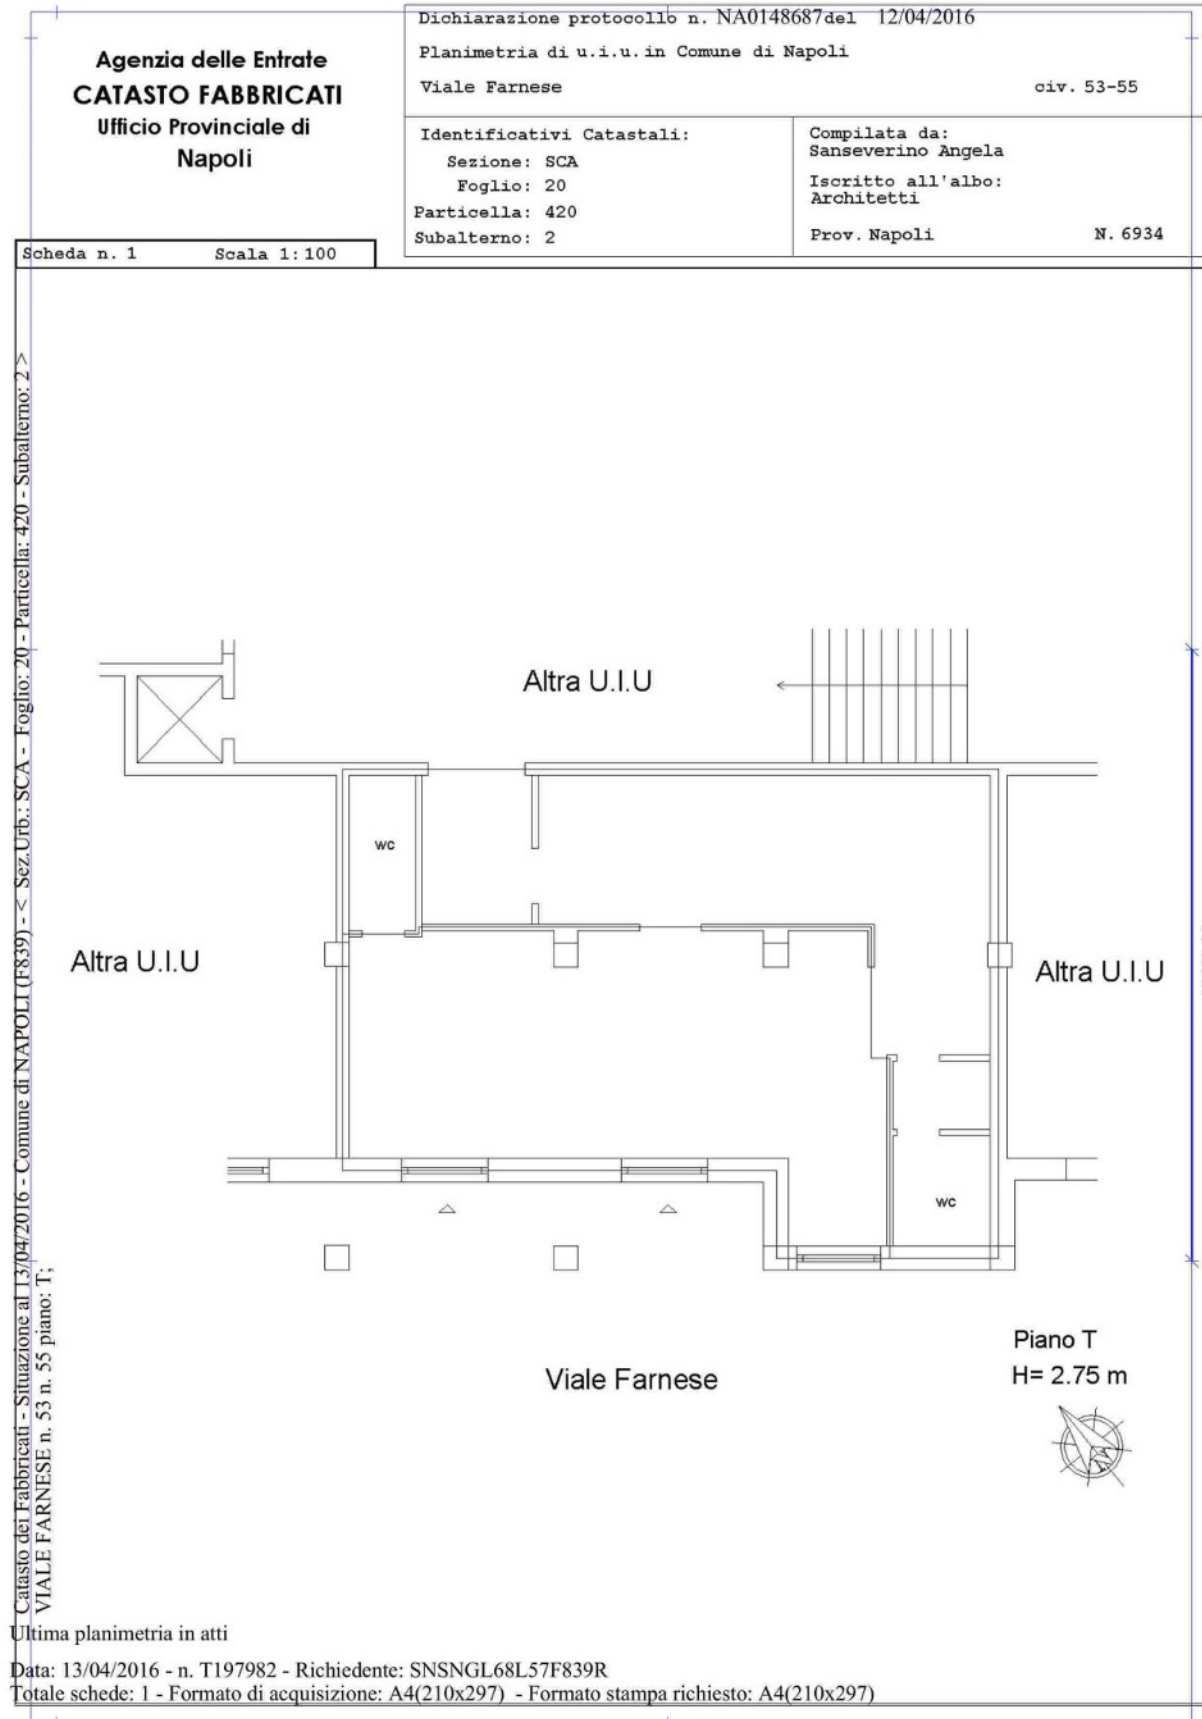 Agenzia delle Entrate
CATASTO FABBRICATI
Ufficio Provinciale di
Napoli
Dichiarazione protocollo n. NA0148687del 12/04/2016
Planimetria di u.i.u.in Comune di Napoli
Viale Farnese civ. 53-55
Identificativi Catastali:
Sezione: SCA
Foglio: 20
Particella: 420
Subalterno: 2
Compilata da:
Sanseverino Angela
Iscritto all'albo:
Architetti
Prov. Napoli N. 6934
Scheda n. 1 Scala 1:100
Altra U.I.U
wc
Altra U.I.U
Altra U.I.U
wc
Viale Farnese
Piano T
H= 2.75 m
Catasto dei Fabbricati - Situazione al 13/04/2016 - Comune di NAPOLI (F839) - < Sez.Urb.: SCA - Foglio: 20 - Particella: 420 - Subalterno: 2 >
VIALE FARNESE n. 53 n. 55 piano: T;
Ultima planimetria in atti
Data: 13/04/2016 - n. T197982 - Richiedente: SNSNGL68L57F839R
Totale schede: 1 - Formato di acquisizione: A4(210x297) - Formato stampa richiesto: A4(210x297)